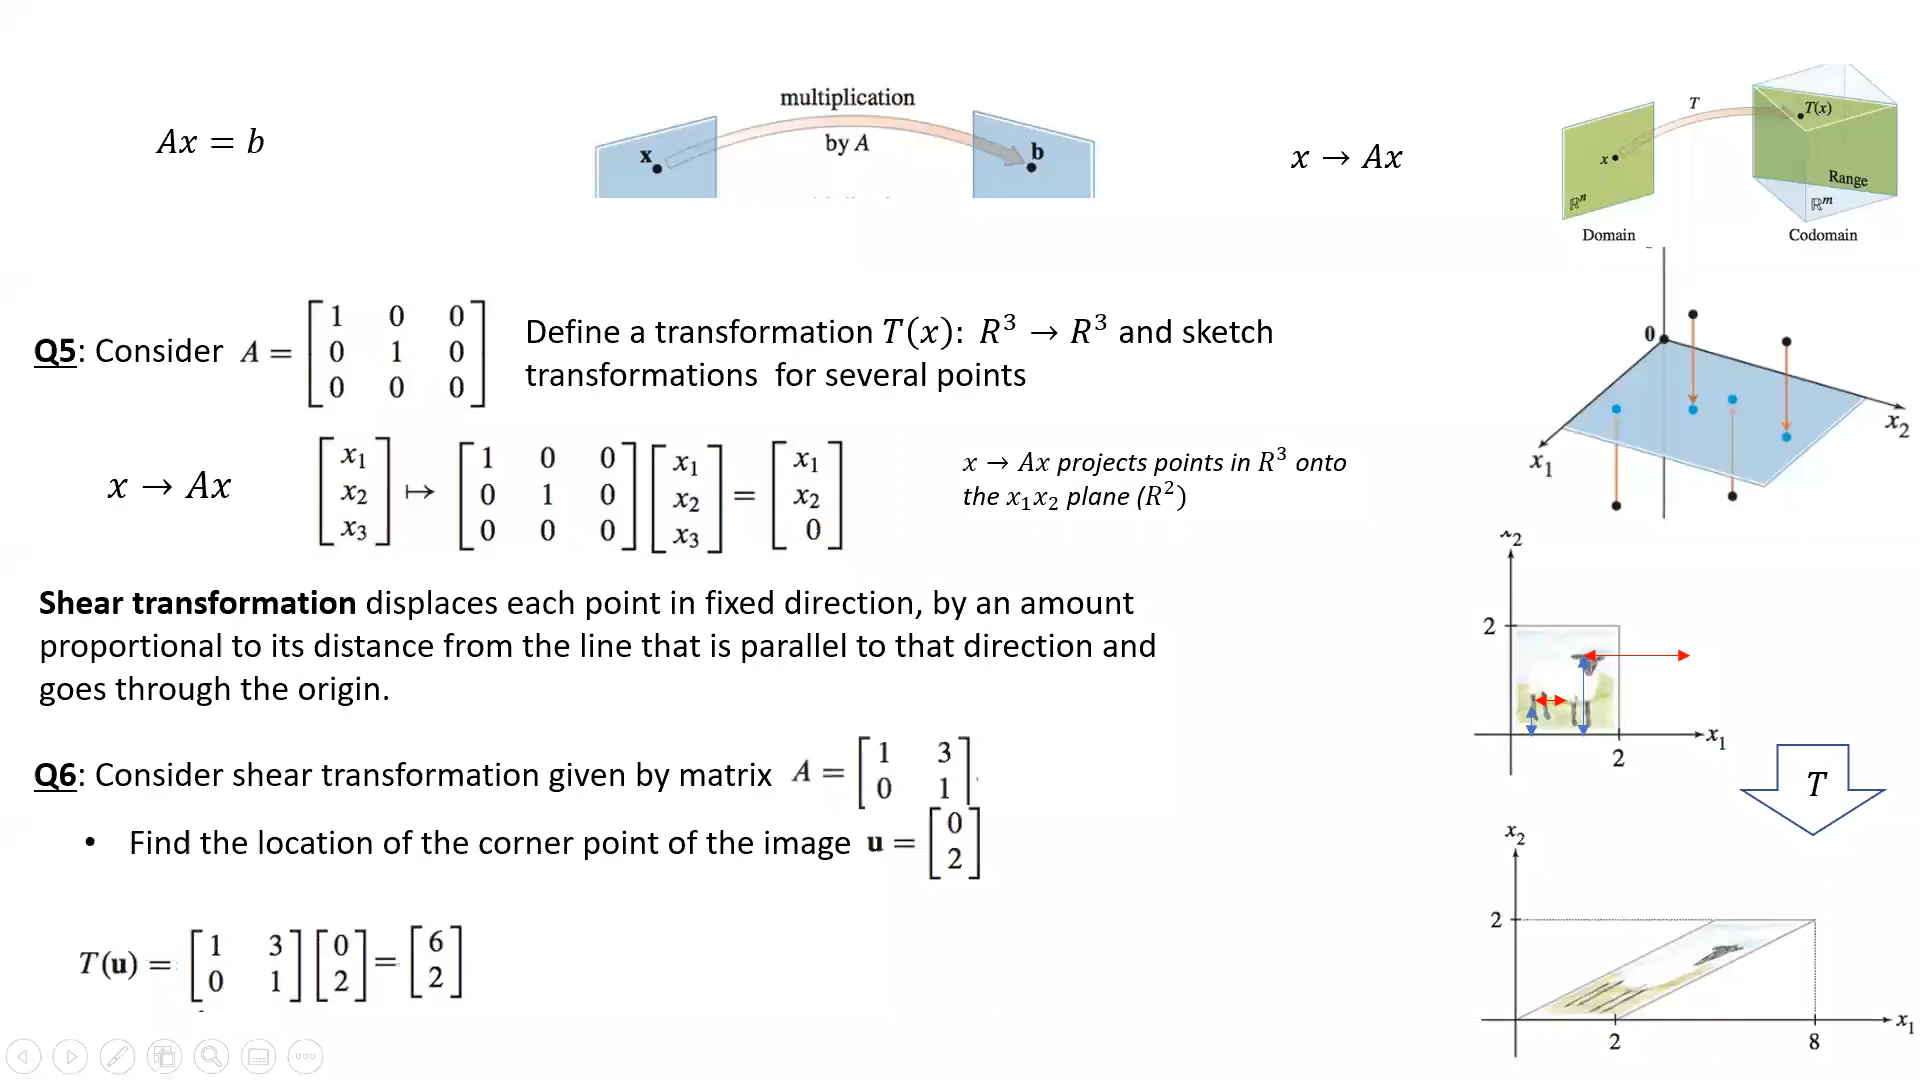 Ax = b
multiplication
by A
x
b
x → Ax
T
T(x)
x
Range
ℝⁿ
ℝᵐ
Domain
Codomain
Q5: Consider A = [1 0 0; 0 1 0; 0 0 0]
Define a transformation T(x): R³ → R³ and sketch
transformations for several points
0
x₂
x₁
x → Ax
[x₁; x₂; x₃] ↦ [1 0 0; 0 1 0; 0 0 0] [x₁; x₂; x₃] = [x₁; x₂; 0]
x → Ax projects points in R³ onto
the x₁x₂ plane (R²)
Shear transformation displaces each point in fixed direction, by an amount
proportional to its distance from the line that is parallel to that direction and
goes through the origin.
2
x₁
2
T
Q6: Consider shear transformation given by matrix A = [1 3; 0 1].
• Find the location of the corner point of the image u = [0; 2]
T(u) = [1 3; 0 1] [0; 2] = [6; 2]
x₂
2
x₁
2
8